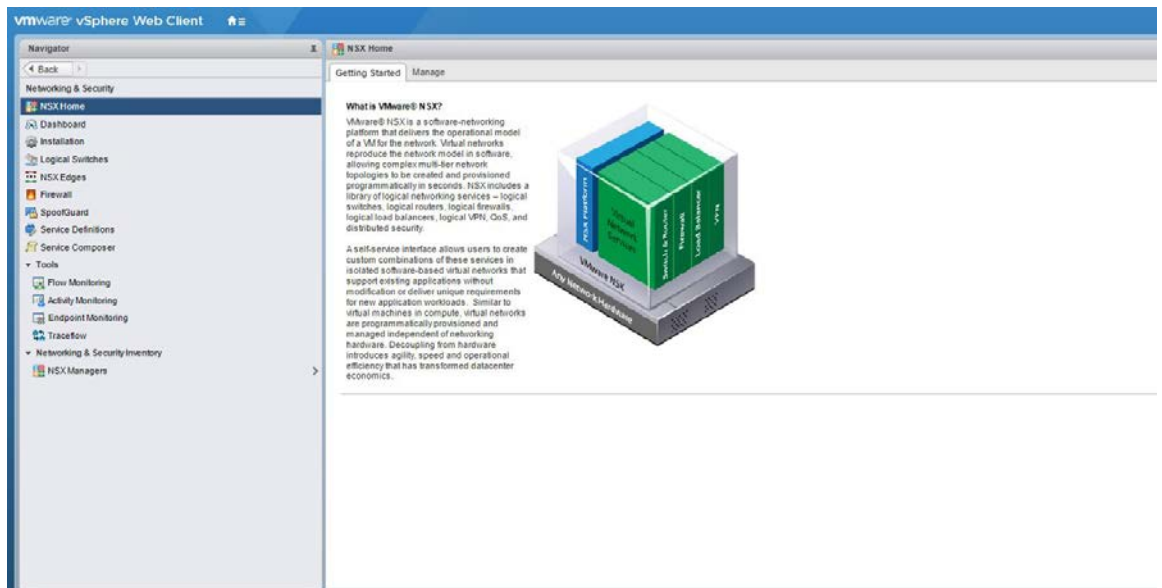 vmware vSphere Web Client
Navigator
NSX Home
Back
Getting Started
Manage
Networking & Security
NSX Home
Dashboard
Installation
Logical Switches
NSX Edges
Firewall
SpoofGuard
Service Definitions
Service Composer
Tools
Flow Monitoring
Activity Monitoring
Endpoint Monitoring
Traceflow
Networking & Security Inventory
NSX Managers
What is VMware® NSX?
VMware® NSX is a software-networking
platform that delivers the operational model
of a VM for the network. Virtual networks
reproduce the network model in software,
allowing complex multi-tier network
topologies to be created and provisioned
programmatically in seconds. NSX includes a
library of logical networking services – logical
switches, logical routers, logical firewalls,
logical load balancers, logical VPN, QoS, and
distributed security.
A self-service interface allows users to create
custom combinations of these services in
isolated software-based virtual networks that
support existing applications without
modification or deliver unique requirements
for new application workloads. Similar to
virtual machines in compute, virtual networks
are programmatically provisioned and
managed independent of networking
hardware. Decoupling from hardware
introduces agility, speed and operational
efficiency that has transformed datacenter
economics.
NSX Platform
Virtual
Network
Services
Switch & Router
Firewall
Load Balancer
VPN
VMware NSX
Any Network Hardware